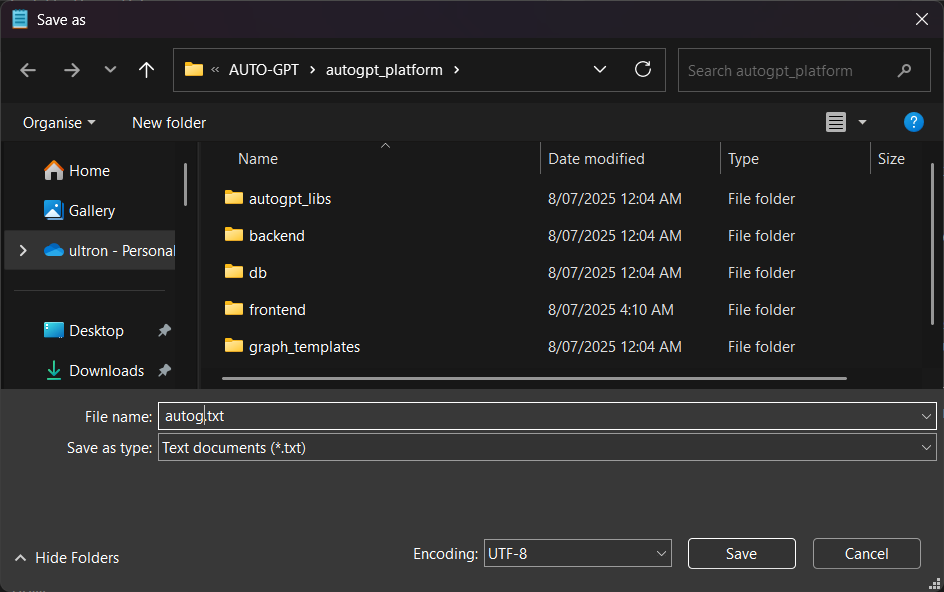 Save as
« AUTO-GPT > autogpt_platform >
Search autogpt_platform
Organise New folder
?
Home
Gallery
ultron - Personal
Desktop
Downloads
Name Date modified Type Size
autogpt_libs 8/07/2025 12:04 AM File folder
backend 8/07/2025 12:04 AM File folder
db 8/07/2025 12:04 AM File folder
frontend 8/07/2025 4:10 AM File folder
graph_templates 8/07/2025 12:04 AM File folder
File name: autog.txt
Save as type: Text documents (*.txt)
Hide Folders
Encoding: UTF-8
Save
Cancel